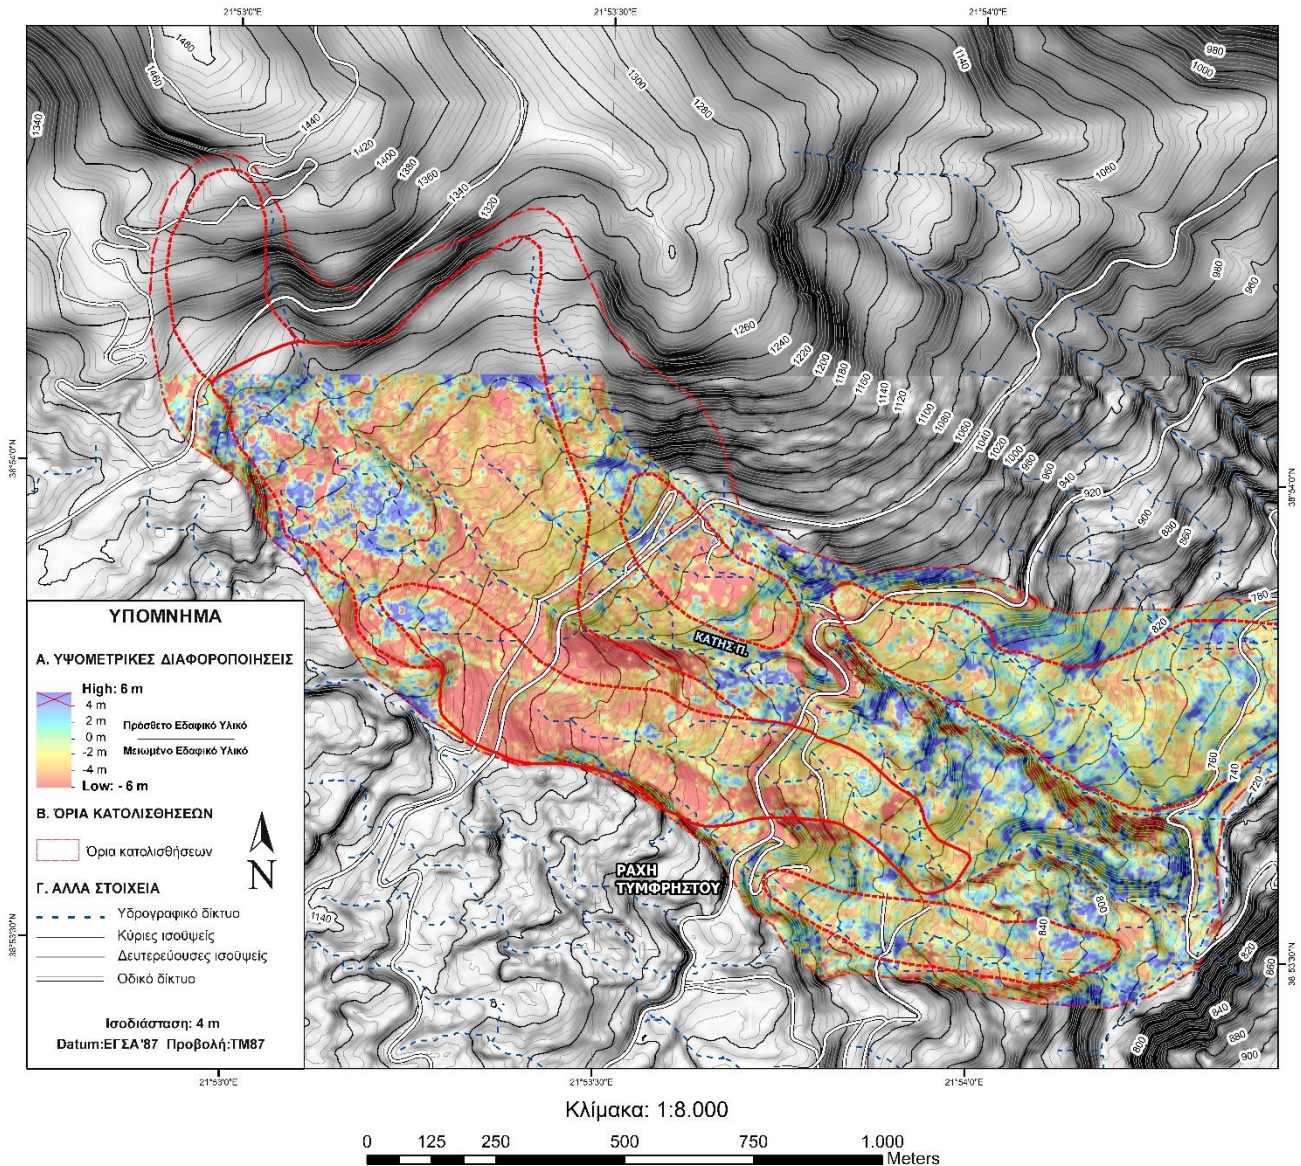 21°53'0"E
21°53'30"E
21°54'0"E
1480
1460
1440
1420
1400
1380
1360
1340
1320
1340
1300
1280
1140
980
1000
1080
980
960
1260
1240
1220
1200
1180
1160
1140
1120
1100
1080
1060
1040
1020
1000
980
900
840
920
900
880
860
38°54'0"N
38°54'0"N
780
820
ΚΑΤΗΣ Π.
760
740
720
ΡΑΧΗ
ΤΥΜΦΡΗΣΤΟΥ
800
840
1140
820
860
800
840
880
900
38°53'30"N
38°53'30"N
ΥΠΟΜΝΗΜΑ
Α. ΥΨΟΜΕΤΡΙΚΕΣ ΔΙΑΦΟΡΟΠΟΙΗΣΕΙΣ
High: 6 m
4 m
2 m
0 m
-2 m
-4 m
Low: - 6 m
Πρόσθετο Εδαφικό Υλικό
Μειωμένο Εδαφικό Υλικό
Β. ΌΡΙΑ ΚΑΤΟΛΙΣΘΗΣΕΩΝ
Όρια κατολισθήσεων
N
Γ. ΑΛΛΑ ΣΤΟΙΧΕΙΑ
Υδρογραφικό δίκτυο
Κύριες ισοϋψείς
Δευτερεύουσες ισοϋψείς
Οδικό δίκτυο
Ισοδιάσταση: 4 m
Datum:ΕΓΣΑ'87 Προβολή:ΤΜ87
21°53'0"E
21°53'30"E
21°54'0"E
Κλίμακα: 1:8.000
0 125 250 500 750 1.000
Meters